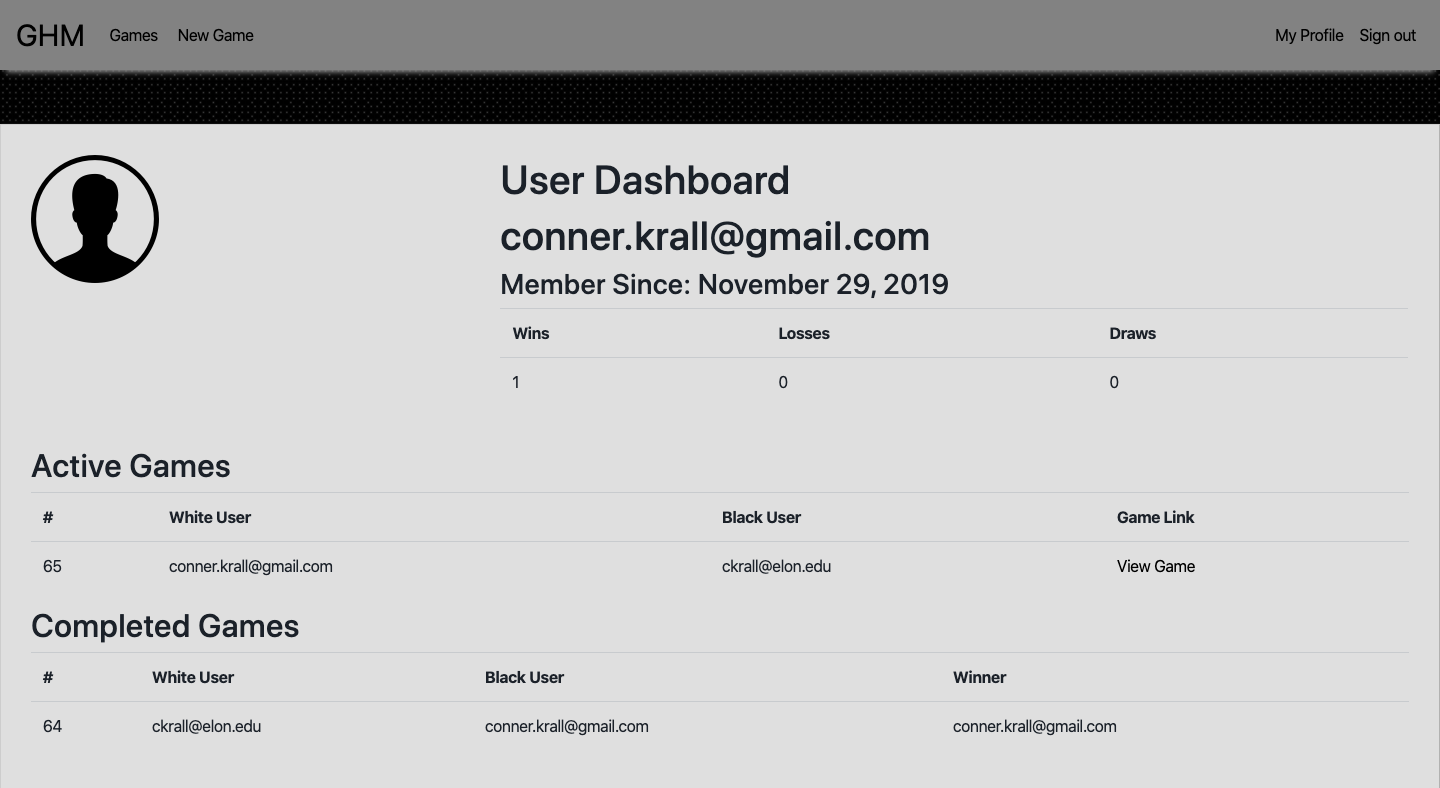 GHM Games New Game My Profile Sign out
User Dashboard
conner.krall@gmail.com
Member Since: November 29, 2019
Wins Losses Draws
1 0 0
Active Games
# White User Black User Game Link
65 conner.krall@gmail.com ckrall@elon.edu View Game
Completed Games
# White User Black User Winner
64 ckrall@elon.edu conner.krall@gmail.com conner.krall@gmail.com